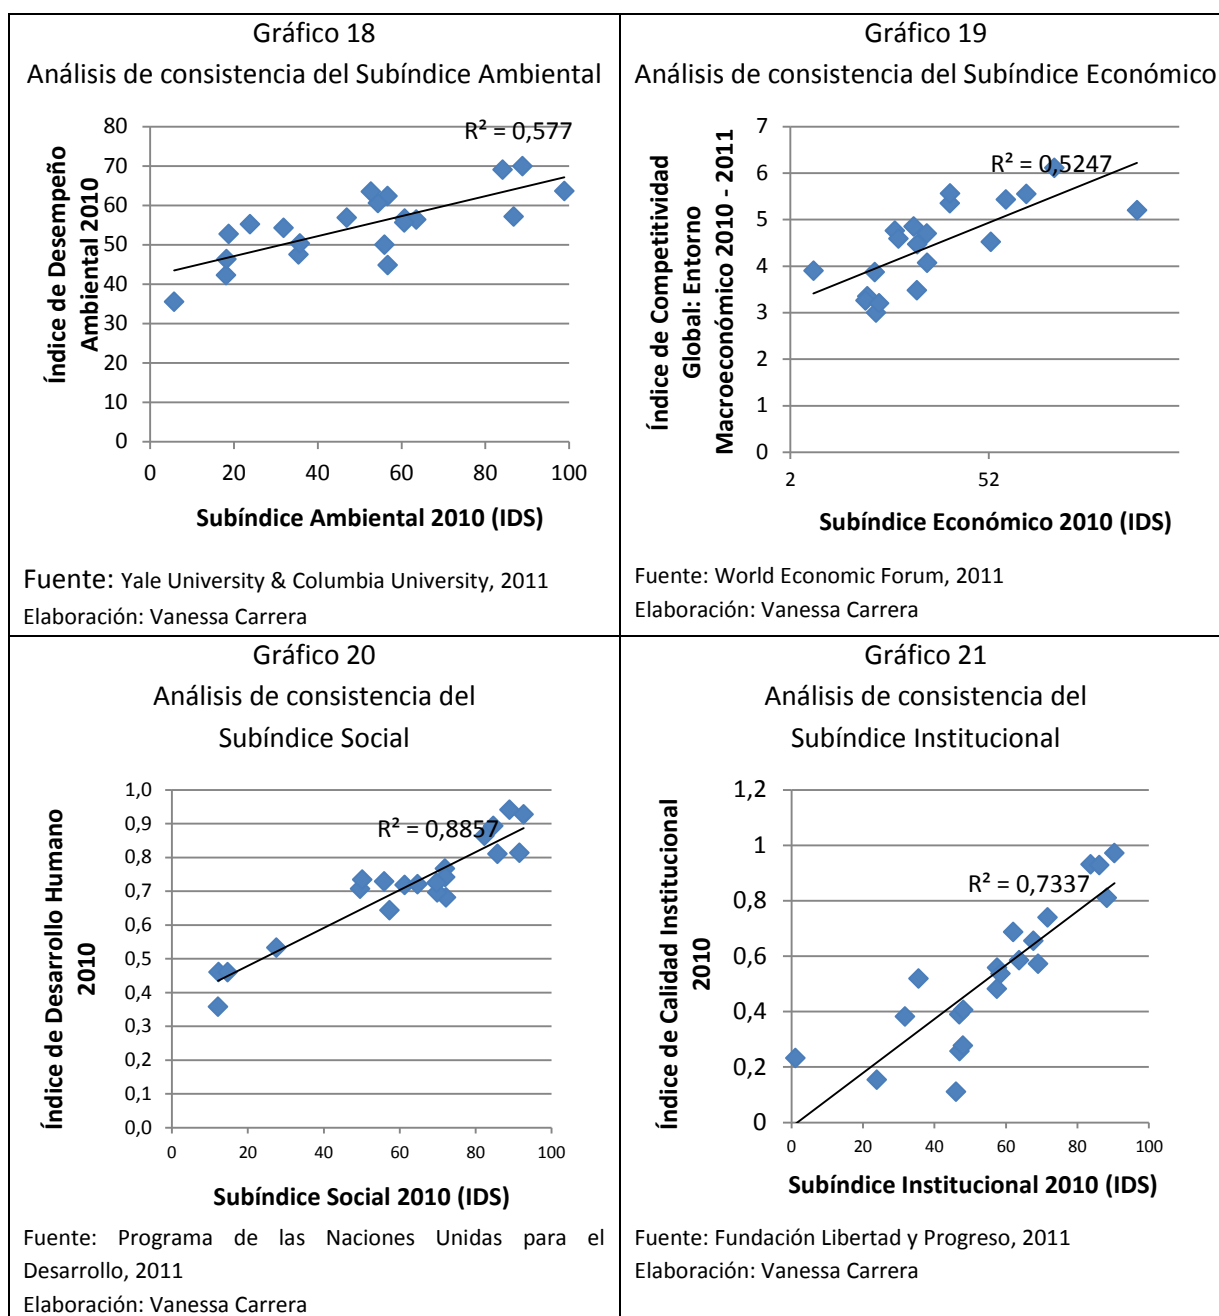 Gráfico 18
Análisis de consistencia del Subíndice Ambiental
R² = 0,577
80
70
60
50
40
30
20
10
0
0 20 40 60 80 100
Índice de Desempeño
Ambiental 2010
Subíndice Ambiental 2010 (IDS)
Fuente: Yale University & Columbia University, 2011
Elaboración: Vanessa Carrera
Gráfico 19
Análisis de consistencia del Subíndice Económico
R² = 0,5247
7
6
5
4
3
2
1
0
2 52
Índice de Competitividad
Global: Entorno
Macroeconómico 2010 - 2011
Subíndice Económico 2010 (IDS)
Fuente: World Economic Forum, 2011
Elaboración: Vanessa Carrera
Gráfico 20
Análisis de consistencia del
Subíndice Social
R² = 0,8857
1,0
0,9
0,8
0,7
0,6
0,5
0,4
0,3
0,2
0,1
0,0
0 20 40 60 80 100
Índice de Desarrollo Humano
2010
Subíndice Social 2010 (IDS)
Fuente: Programa de las Naciones Unidas para el
Desarrollo, 2011
Elaboración: Vanessa Carrera
Gráfico 21
Análisis de consistencia del
Subíndice Institucional
R² = 0,7337
1,2
1
0,8
0,6
0,4
0,2
0
0 20 40 60 80 100
Índice de Calidad Institucional
2010
Subíndice Institucional 2010 (IDS)
Fuente: Fundación Libertad y Progreso, 2011
Elaboración: Vanessa Carrera